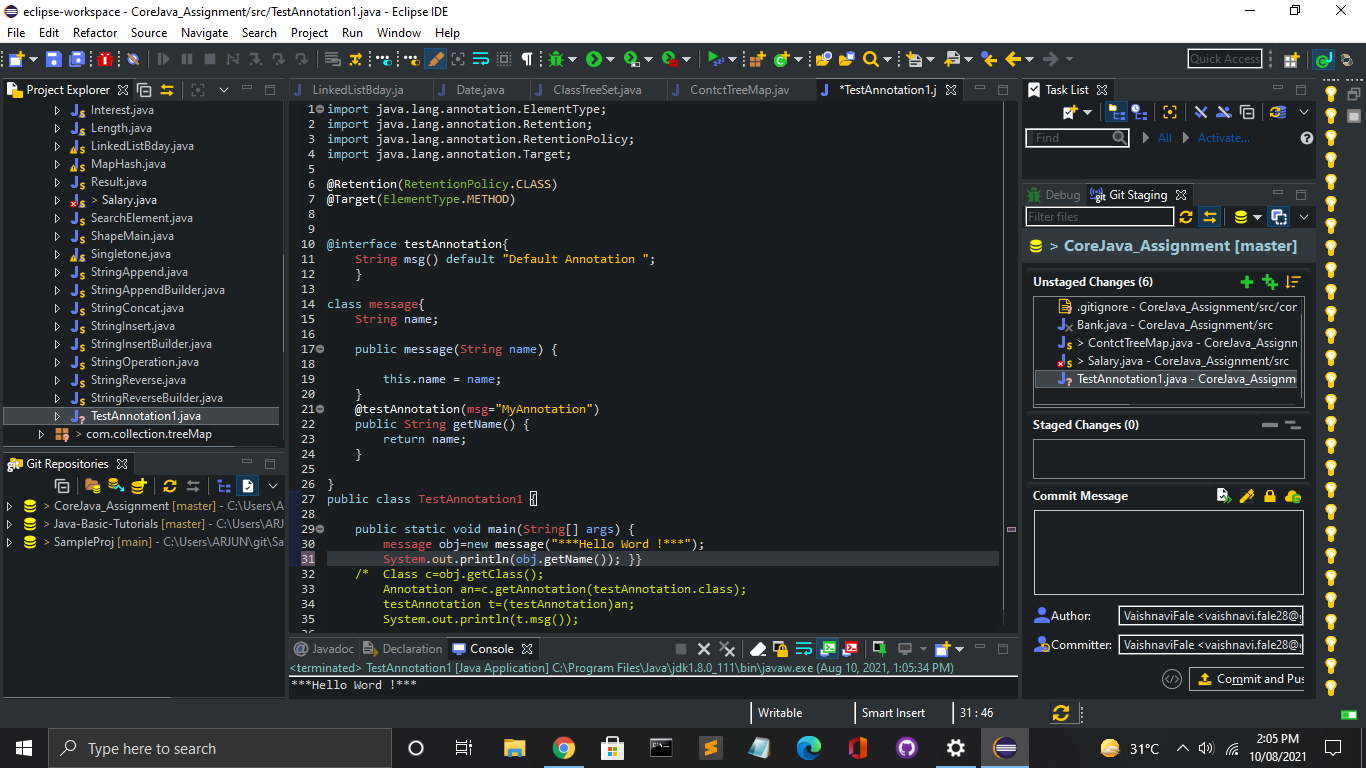 eclipse-workspace - CoreJava_Assignment/src/TestAnnotation1.java - Eclipse IDE
File Edit Refactor Source Navigate Search Project Run Window Help
Quick Access
Project Explorer
Interest.java
Length.java
LinkedListBday.java
MapHash.java
Result.java
> Salary.java
SearchElement.java
ShapeMain.java
Singletone.java
StringAppend.java
StringAppendBuilder.java
StringConcat.java
StringInsert.java
StringInsertBuilder.java
StringOperation.java
StringReverse.java
StringReverseBuilder.java
TestAnnotation1.java
> com.collection.treeMap
Git Repositories
> CoreJava_Assignment [master] - C:\Users\A
> Java-Basic-Tutorials [master] - C:\Users\ARJ
> SampleProj [main] - C:\Users\ARJUN\git\Sa
LinkedListBday.ja Date.java ClassTreeSet.java ContctTreeMap.jav *TestAnnotation1.j
1 import java.lang.annotation.ElementType;
2 import java.lang.annotation.Retention;
3 import java.lang.annotation.RetentionPolicy;
4 import java.lang.annotation.Target;
5
6 @Retention(RetentionPolicy.CLASS)
7 @Target(ElementType.METHOD)
8
9
10 @interface testAnnotation{
11 String msg() default "Default Annotation ";
12 }
13
14 class message{
15 String name;
16
17 public message(String name) {
18
19 this.name = name;
20 }
21 @testAnnotation(msg="MyAnnotation")
22 public String getName() {
23 return name;
24 }
25
26 }
27 public class TestAnnotation1 {
28
29 public static void main(String[] args) {
30 message obj=new message("***Hello Word !***");
31 System.out.println(obj.getName()); }}
32 /* Class c=obj.getClass();
33 Annotation an=c.getAnnotation(testAnnotation.class);
34 testAnnotation t=(testAnnotation)an;
35 System.out.println(t.msg());
Javadoc Declaration Console
<terminated> TestAnnotation1 [Java Application] C:\Program Files\Java\jdk1.8.0_111\bin\javaw.exe (Aug 10, 2021, 1:05:34 PM)
***Hello Word !***
Task List
Find All Activate...
Debug Git Staging
Filter files
> CoreJava_Assignment [master]
Unstaged Changes (6)
.gitignore - CoreJava_Assignment/src/con
Bank.java - CoreJava_Assignment/src
> ContctTreeMap.java - CoreJava_Assignn
> Salary.java - CoreJava_Assignment/src
TestAnnotation1.java - CoreJava_Assignm
Staged Changes (0)
Commit Message
Author: VaishnaviFale <vaishnavi.fale28@
Committer: VaishnaviFale <vaishnavi.fale28@
Commit and Pus
Writable Smart Insert 31 : 46
Type here to search
31°C
2:05 PM
10/08/2021